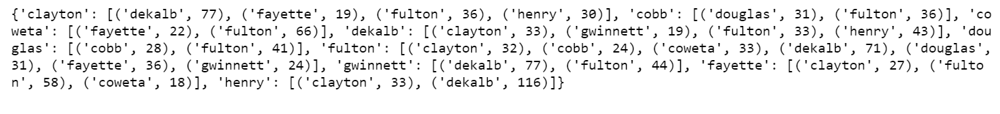 {'clayton': [('dekalb', 77), ('fayette', 19), ('fulton', 36), ('henry', 30)], 'cobb': [('douglas', 31), ('fulton', 36)], 'co
weta': [('fayette', 22), ('fulton', 66)], 'dekalb': [('clayton', 33), ('gwinnett', 19), ('fulton', 33), ('henry', 43)], 'dou
glas': [('cobb', 28), ('fulton', 41)], 'fulton': [('clayton', 32), ('cobb', 24), ('coweta', 33), ('dekalb', 71), ('douglas',
31), ('fayette', 36), ('gwinnett', 24)], 'gwinnett': [('dekalb', 77), ('fulton', 44)], 'fayette': [('clayton', 27), ('fulto
n', 58), ('coweta', 18)], 'henry': [('clayton', 33), ('dekalb', 116)]}